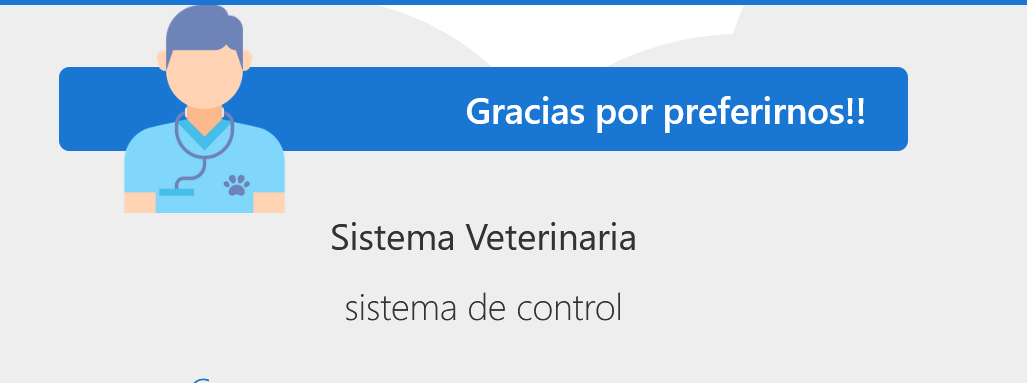 Gracias por preferirnos!!
Sistema Veterinaria
sistema de control